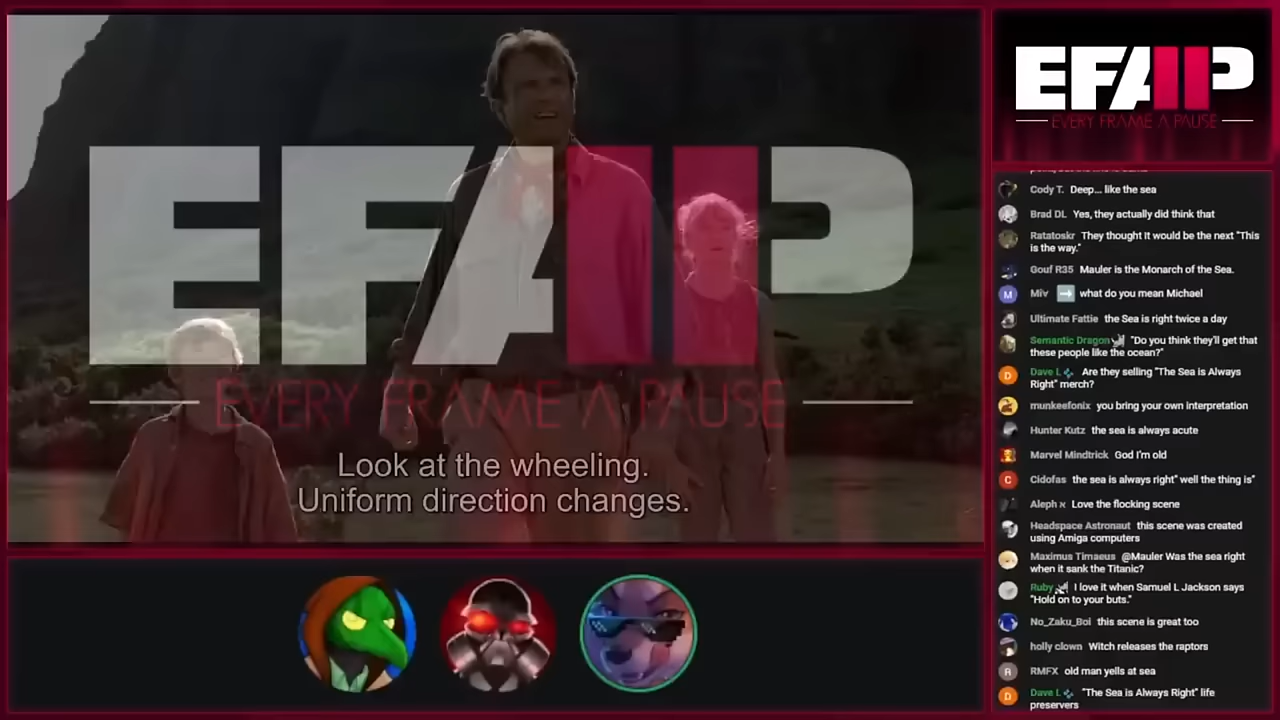 EFAP
EVERY FRAME A PAUSE
Look at the wheeling.
Uniform direction changes.
EFAP
EVERY FRAME A PAUSE
Cody T. Deep... like the sea
Brad DL Yes, they actually did think that
Ratatoskr They thought it would be the next "This
is the way."
Gouf R35 Mauler is the Monarch of the Sea.
M
Miv what do you mean Michael
Ultimate Fattie the Sea is right twice a day
Semantic Dragon "Do you think they'll get that
these people like the ocean?"
D
Dave L Are they selling "The Sea is Always
Right" merch?
munkeefonix you bring your own interpretation
Hunter Kutz the sea is always acute
Marvel Mindtrick God I'm old
C
Cidofas the sea is always right" well the thing is"
Aleph א Love the flocking scene
Headspace Astronaut this scene was created
using Amiga computers
Maximus Timaeus @Mauler Was the sea right
when it sank the Titanic?
Ruby I love it when Samuel L Jackson says
"Hold on to your buts."
No_Zaku_Boi this scene is great too
holly clown Witch releases the raptors
R
RMFX old man yells at sea
D
Dave L "The Sea is Always Right" life
preservers